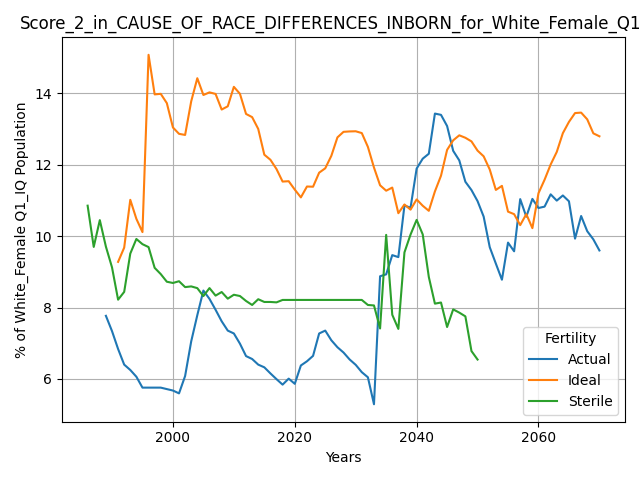 Score_2_in_CAUSE_OF_RACE_DIFFERENCES_INBORN_for_White_Female_Q1
% of White_Female Q1_IQ Population
14
12
10
8
6
2000
2020
2040
2060
Years
Fertility
Actual
Ideal
Sterile